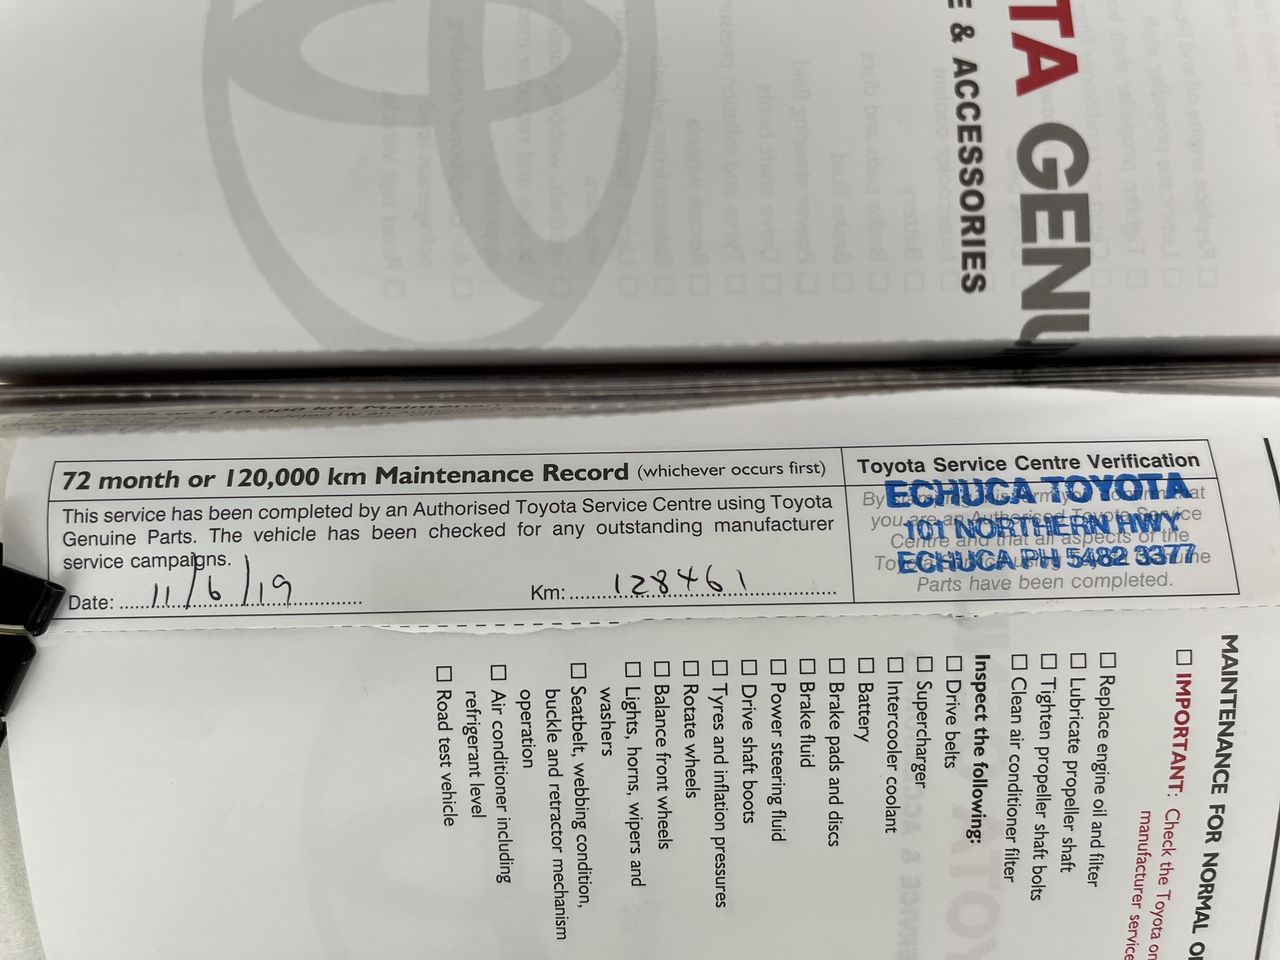 TA GENU
E & ACCESSORIES
72 month or 120,000 km Maintenance Record (whichever occurs first)
This service has been completed by an Authorised Toyota Service Centre using Toyota
Genuine Parts. The vehicle has been checked for any outstanding manufacturer
service campaigns.
Date: 11/6/19 Km: 128461
Toyota Service Centre Verification
ECHUCA TOYOTA
101 NORTHERN HWY
ECHUCA PH 5482 3377
Parts have been completed.
MAINTENANCE FOR NORMAL
☐ IMPORTANT: Check the Toyota on
manufacturer service
☐ Replace engine oil and filter
☐ Lubricate propeller shaft
☐ Tighten propeller shaft bolts
☐ Clean air conditioner filter
Inspect the following:
☐ Drive belts
☐ Supercharger
☐ Intercooler coolant
☐ Battery
☐ Brake pads and discs
☐ Brake fluid
☐ Power steering fluid
☐ Drive shaft boots
☐ Tyres and inflation pressures
☐ Rotate wheels
☐ Balance front wheels
☐ Lights, horns, wipers and
washers
☐ Seatbelt, webbing condition,
buckle and retractor mechanism
operation
☐ Air conditioner including
refrigerant level
☐ Road test vehicle